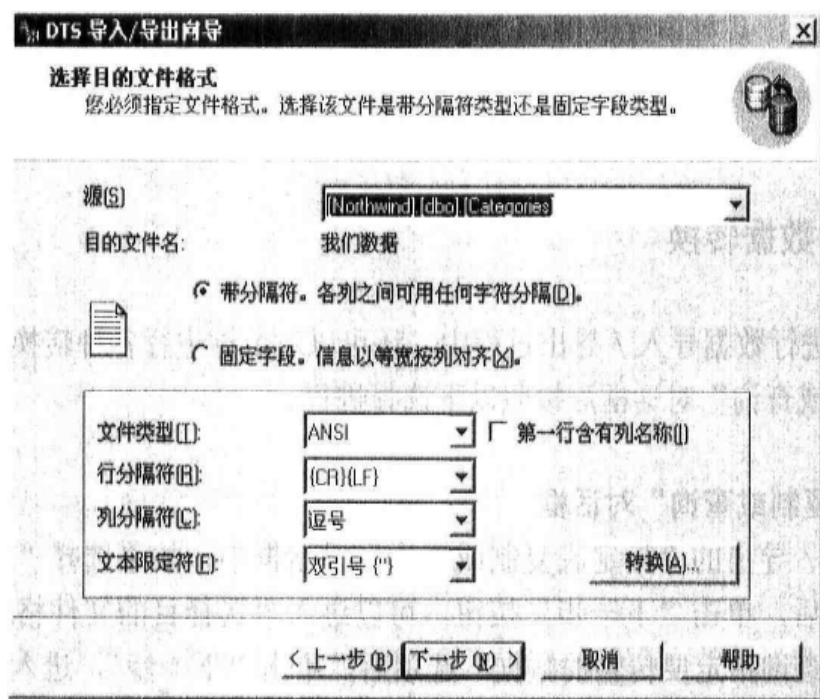 DTS 导入/导出向导
选择目的文件格式
您必须指定文件格式。选择该文件是带分隔符类型还是固定字段类型。
源(S)
[Northwind].[dbo].[Categories]
目的文件名:
我们数据
带分隔符。各列之间可用任何字符分隔(D)。
固定字段。信息以等宽按列对齐(X)。
文件类型(T):
ANSI
第一行含有列名称(I)
行分隔符(R):
{CR}{LF}
列分隔符(C):
逗号
文本限定符(F):
双引号 {"}
转换(A)...
< 上一步(B)
下一步(N) >
取消
帮助